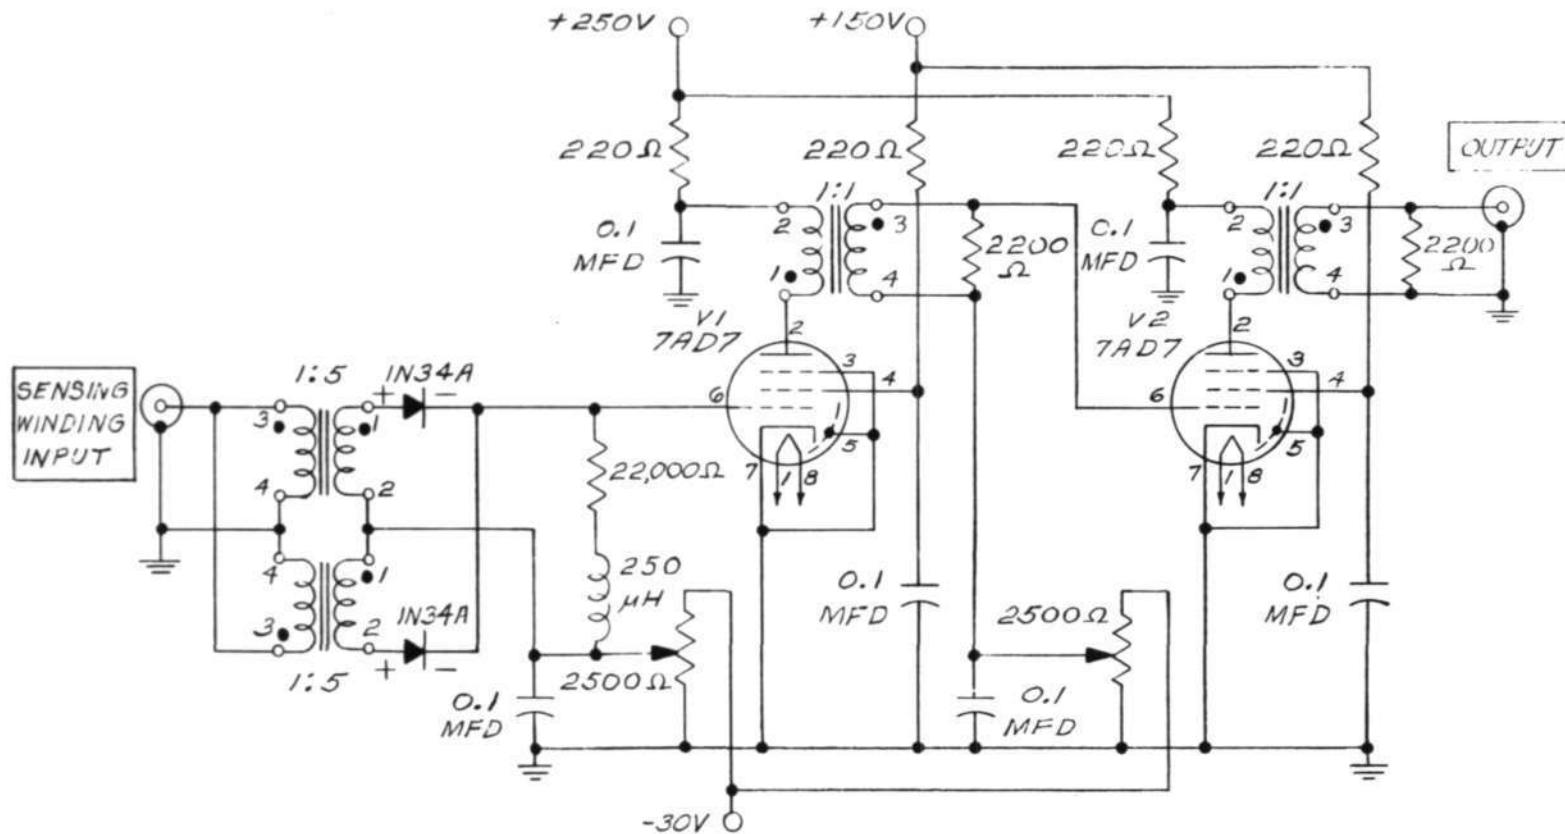 +250V
+150V
220Ω
220Ω
220Ω
220Ω
OUTPUT
1:1
1:1
2
3
2
3
0.1
MFD
2200
Ω
0.1
MFD
2200
Ω
1
4
1
4
V1
7AD7
2
V2
7AD7
2
SENSING
WINDING
INPUT
1:5
+
1N34A
-
3
1
4
2
6
3
4
5
7
1
8
6
3
4
5
7
1
8
22,000Ω
4
1
3
2
1N34A
+
-
1:5
250
μH
0.1
MFD
2500Ω
0.1
MFD
2500Ω
0.1
MFD
0.1
MFD
-30V